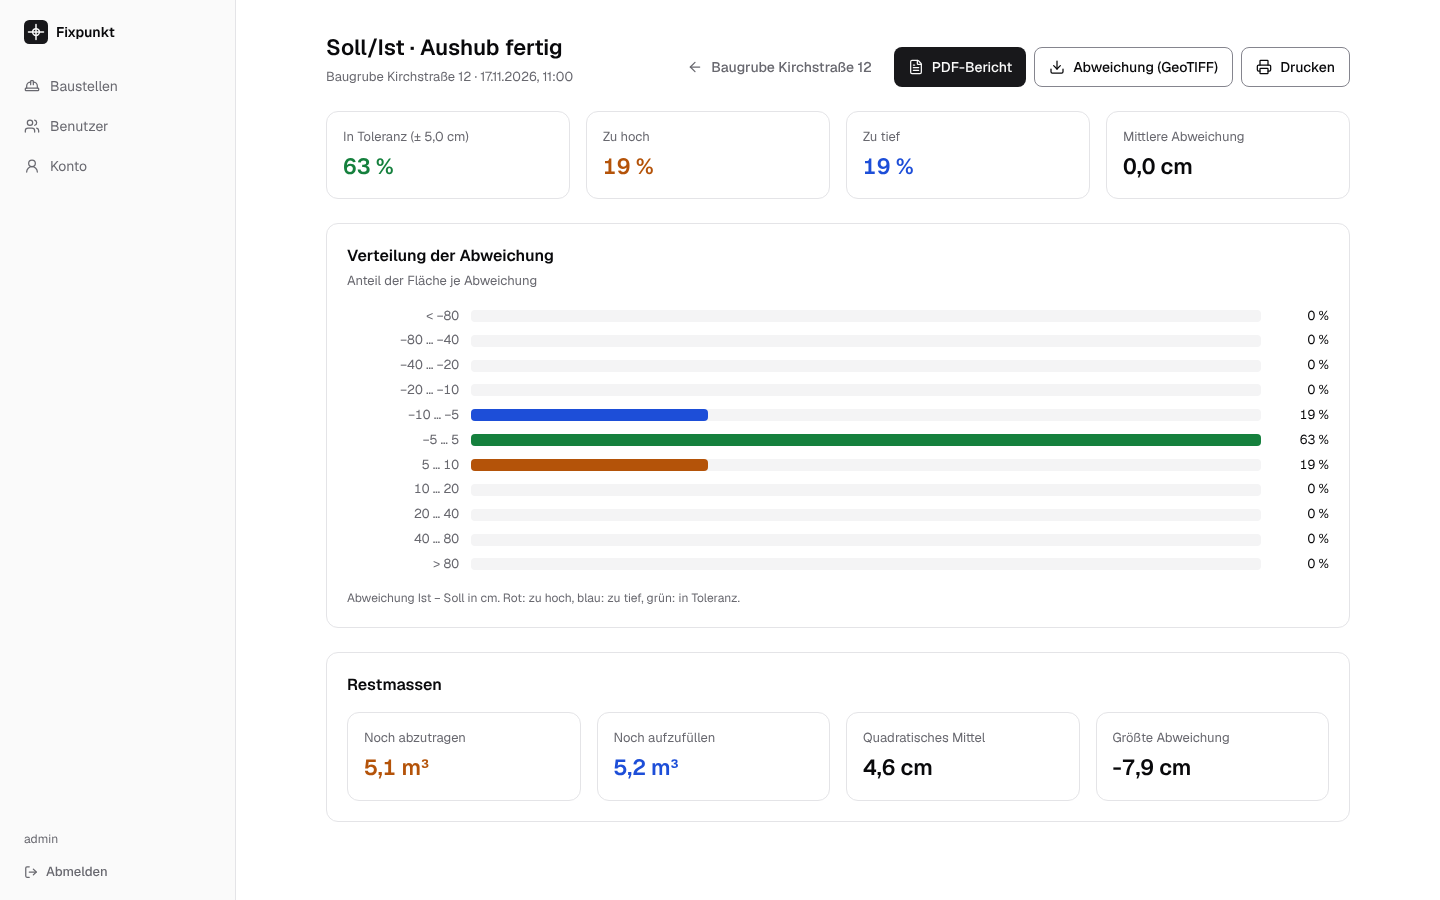 Fixpunkt
Baustellen
Benutzer
Konto
admin
Abmelden
Soll/Ist · Aushub fertig
Baugrube Kirchstraße 12 · 17.11.2026, 11:00
Baugrube Kirchstraße 12
PDF-Bericht
Abweichung (GeoTIFF)
Drucken
In Toleranz (± 5,0 cm)
63 %
Zu hoch
19 %
Zu tief
19 %
Mittlere Abweichung
0,0 cm
Verteilung der Abweichung
Anteil der Fläche je Abweichung
< −80 0 %
−80 … −40 0 %
−40 … −20 0 %
−20 … −10 0 %
−10 … −5 19 %
−5 … 5 63 %
5 … 10 19 %
10 … 20 0 %
20 … 40 0 %
40 … 80 0 %
> 80 0 %
Abweichung Ist − Soll in cm. Rot: zu hoch, blau: zu tief, grün: in Toleranz.
Restmassen
Noch abzutragen
5,1 m³
Noch aufzufüllen
5,2 m³
Quadratisches Mittel
4,6 cm
Größte Abweichung
-7,9 cm